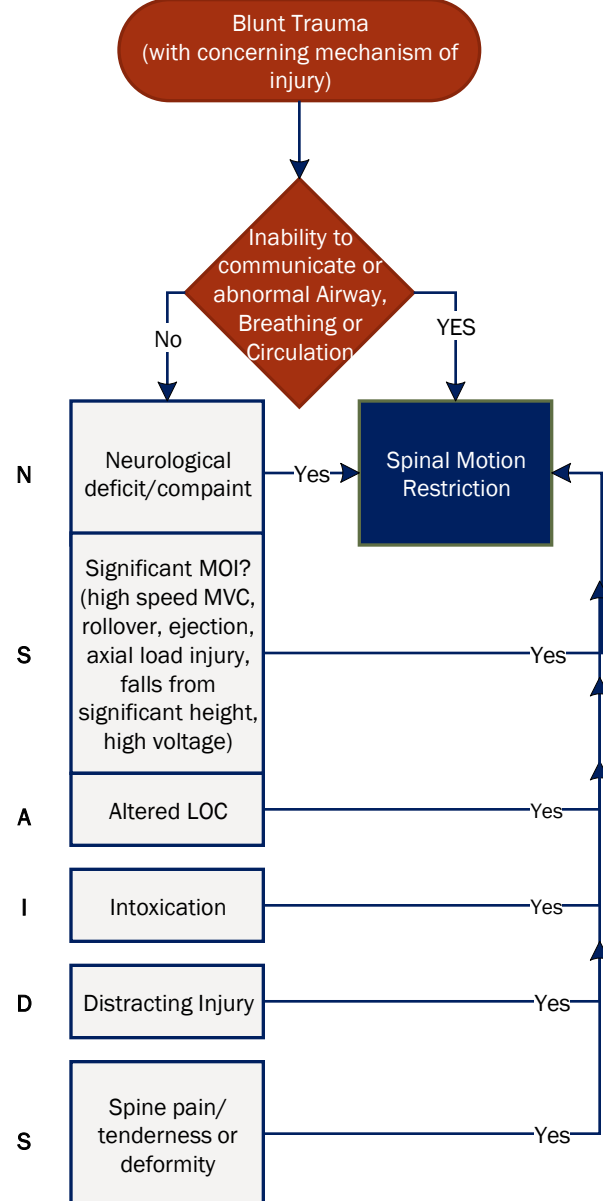 Blunt Trauma
(with concerning mechanism of
injury)
Inability to
communicate or
abnormal Airway,
Breathing or
Circulation
No
YES
N
Neurological
deficit/compaint
Yes
Spinal Motion
Restriction
S
Significant MOI?
(high speed MVC,
rollover, ejection,
axial load injury,
falls from
significant height,
high voltage)
Yes
A
Altered LOC
Yes
I
Intoxication
Yes
D
Distracting Injury
Yes
S
Spine pain/
tenderness or
deformity
Yes